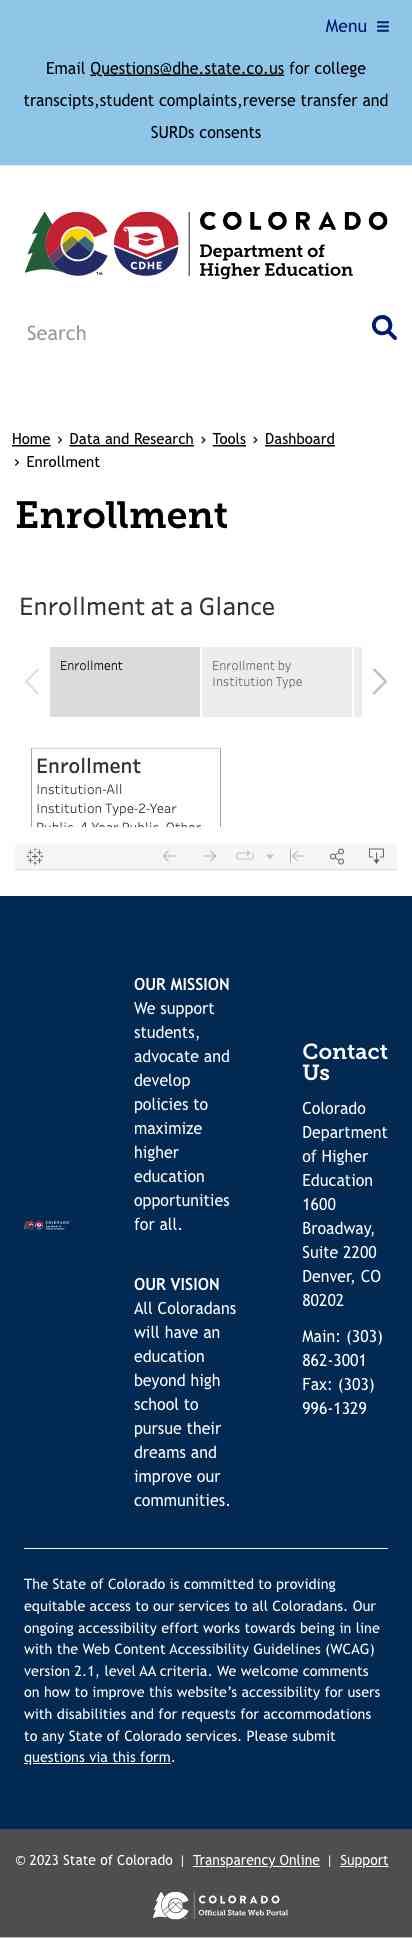 Menu
Email Questions@dhe.state.co.us for college
transcipts,student complaints,reverse transfer and
SURDs consents
COLORADO
Department of
Higher Education
CDHE
TM
Search
Home › Data and Research › Tools › Dashboard
› Enrollment
Enrollment
Enrollment at a Glance
Enrollment
Enrollment by
Institution Type
Enrollment
Institution-All
Institution Type-2-Year
Public, 4 Year Public, Other
OUR MISSION
We support
students,
advocate and
develop
policies to
maximize
higher
education
opportunities
for all.
OUR VISION
All Coloradans
will have an
education
beyond high
school to
pursue their
dreams and
improve our
communities.
Contact
Us
Colorado
Department
of Higher
Education
1600
Broadway,
Suite 2200
Denver, CO
80202
Main: (303)
862-3001
Fax: (303)
996-1329
The State of Colorado is committed to providing
equitable access to our services to all Coloradans. Our
ongoing accessibility effort works towards being in line
with the Web Content Accessibility Guidelines (WCAG)
version 2.1, level AA criteria. We welcome comments
on how to improve this website’s accessibility for users
with disabilities and for requests for accommodations
to any State of Colorado services. Please submit
questions via this form.
© 2023 State of Colorado | Transparency Online | Support
COLORADO
Official State Web Portal